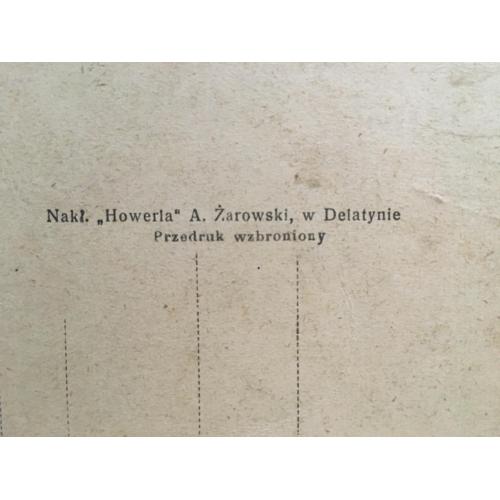 Nakł. „Howerla" A. Żarowski, w Delatynie
Przedruk wzbroniony